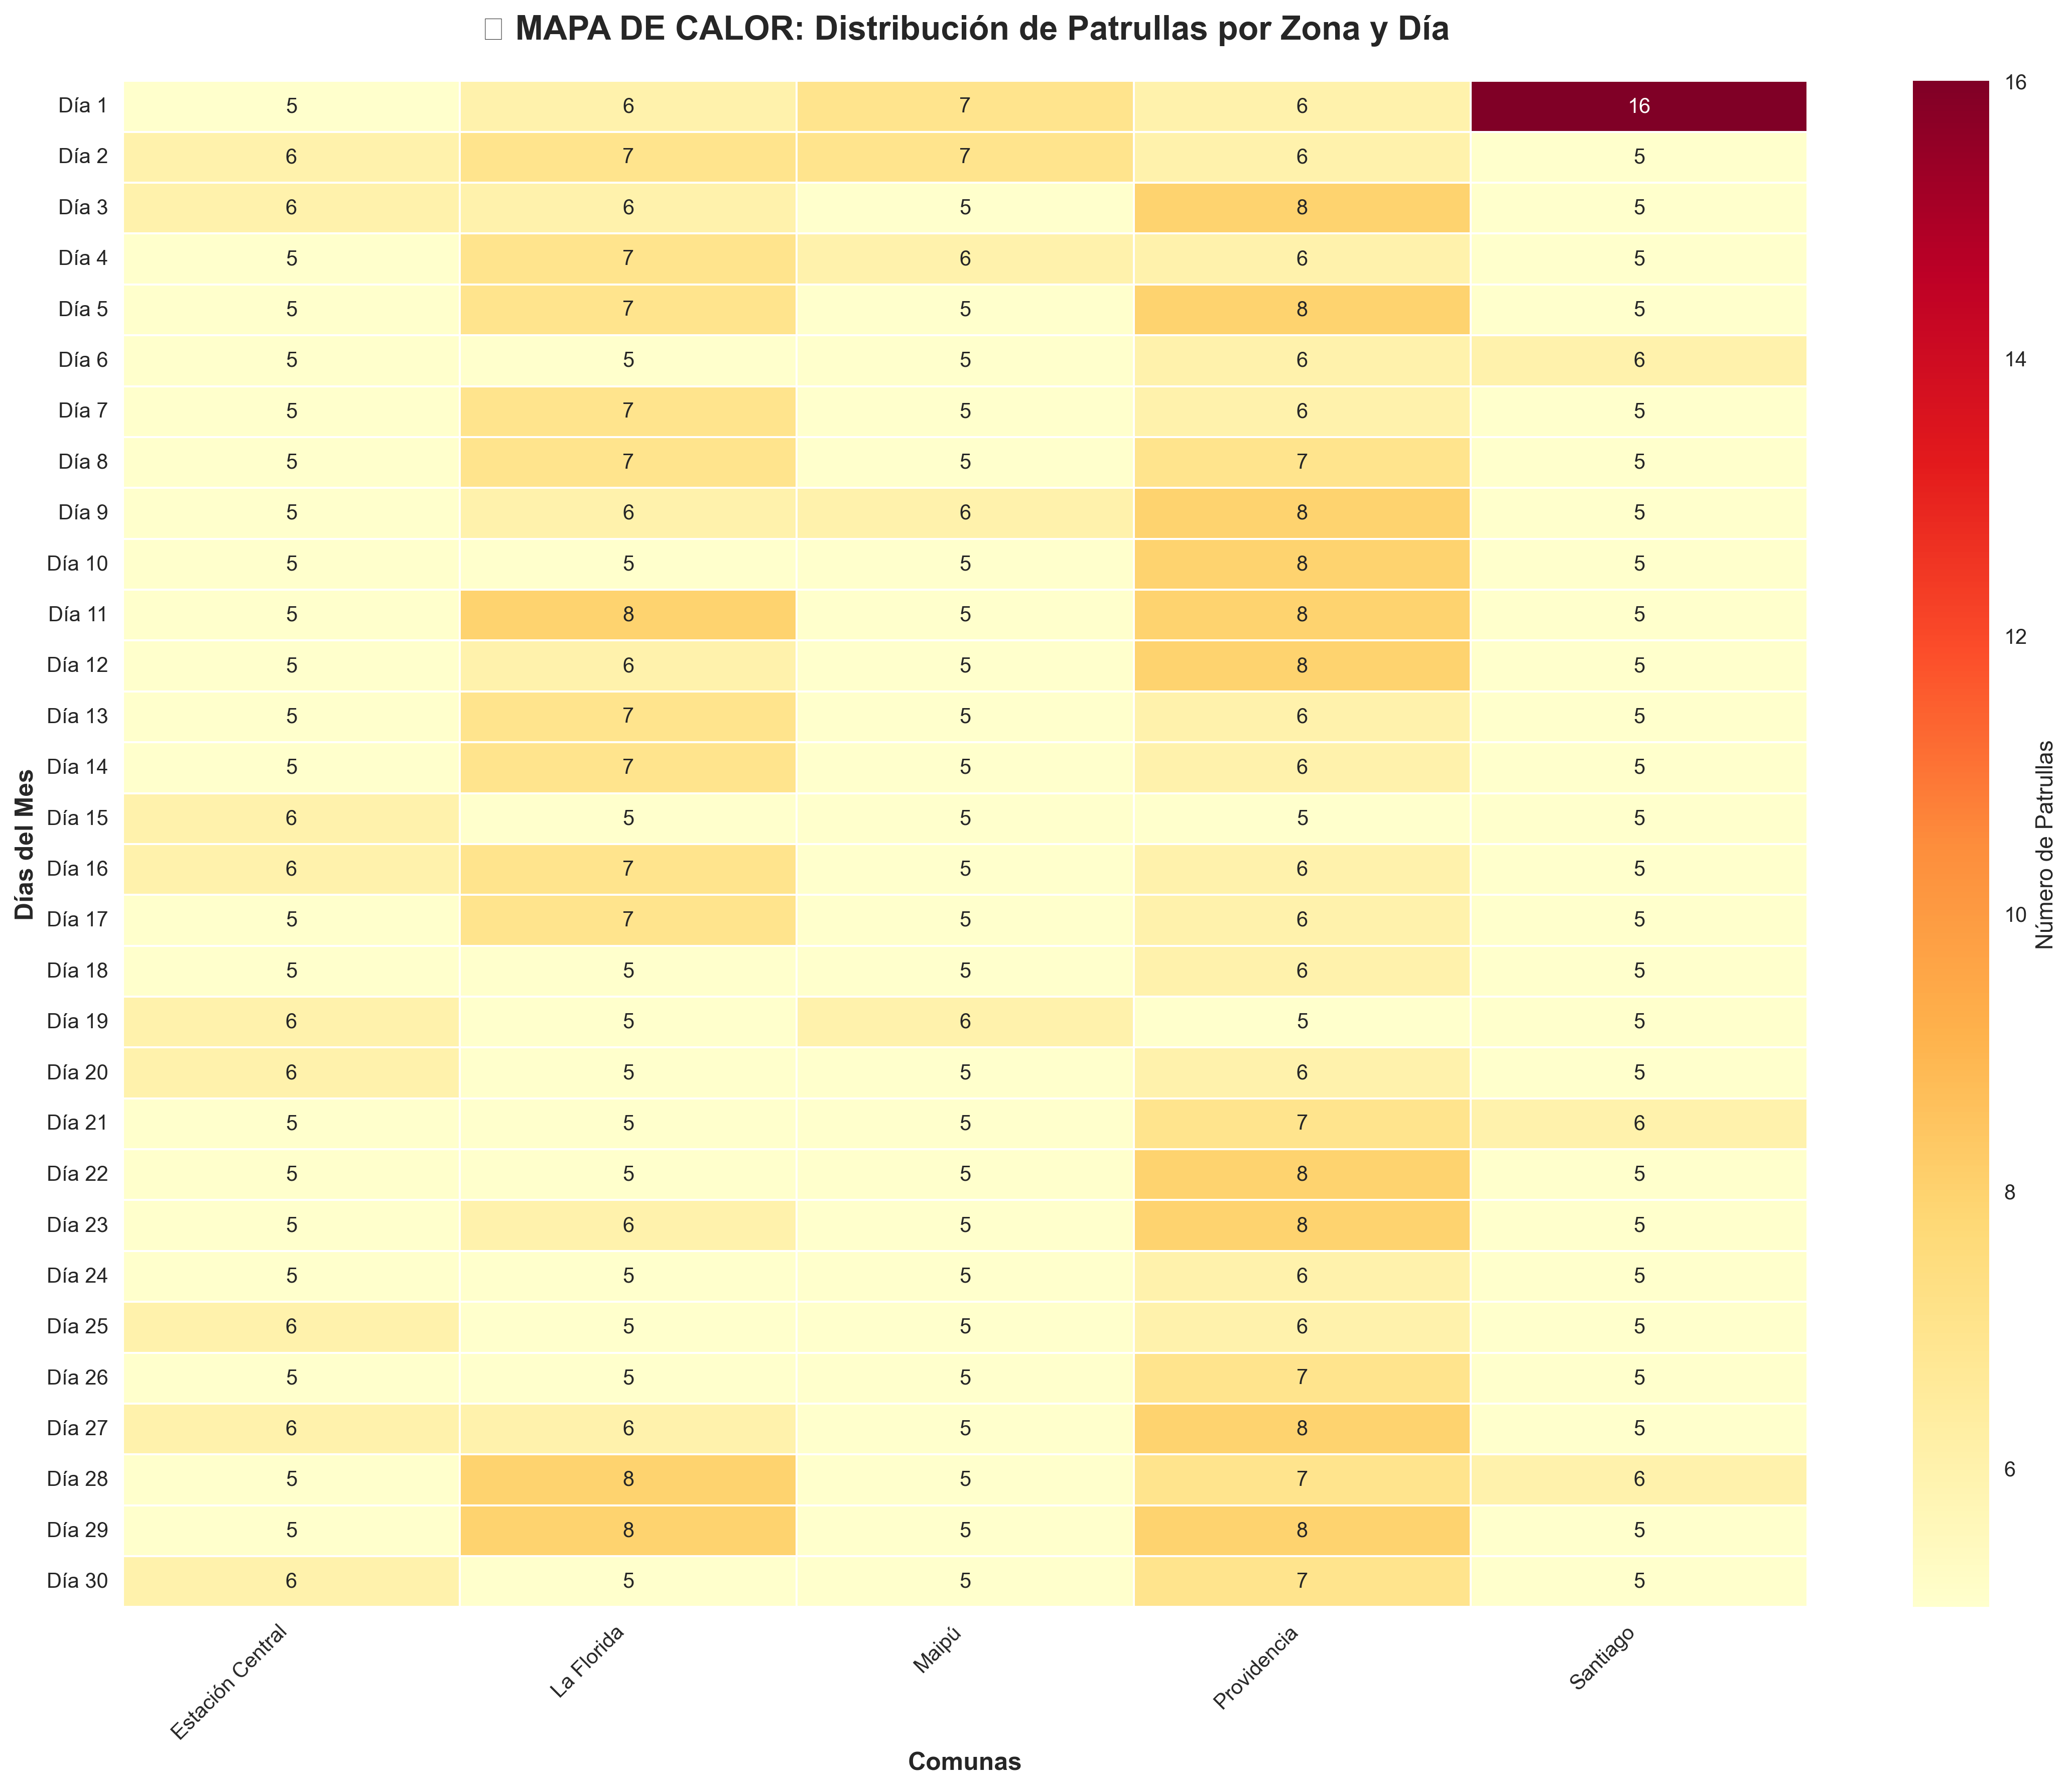 MAPA DE CALOR: Distribución de Patrullas por Zona y Día
Día 1 5 6 7 6 16
Día 2 6 7 7 6 5
Día 3 6 6 5 8 5
Día 4 5 7 6 6 5
Día 5 5 7 5 8 5
Día 6 5 5 5 6 6
Día 7 5 7 5 6 5
Día 8 5 7 5 7 5
Día 9 5 6 6 8 5
Día 10 5 5 5 8 5
Día 11 5 8 5 8 5
Día 12 5 6 5 8 5
Día 13 5 7 5 6 5
Día 14 5 7 5 6 5
Día 15 6 5 5 5 5
Día 16 6 7 5 6 5
Día 17 5 7 5 6 5
Día 18 5 5 5 6 5
Día 19 6 5 6 5 5
Día 20 6 5 5 6 5
Día 21 5 5 5 7 6
Día 22 5 5 5 8 5
Día 23 5 6 5 8 5
Día 24 5 5 5 6 5
Día 25 6 5 5 6 5
Día 26 5 5 5 7 5
Día 27 6 6 5 8 5
Día 28 5 8 5 7 6
Día 29 5 8 5 8 5
Día 30 6 5 5 7 5
Días del Mes
Estación Central
La Florida
Maipú
Providencia
Santiago
Comunas
16
14
12
10
8
6
Número de Patrullas